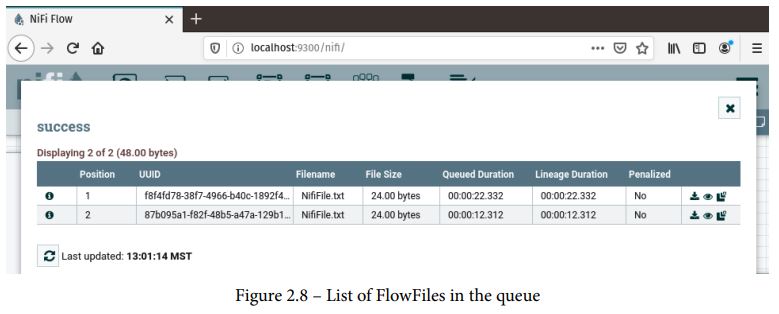 NiFi Flow
localhost:9300/nifi/
success
Displaying 2 of 2 (48.00 bytes)
Position UUID Filename File Size Queued Duration Lineage Duration Penalized
1 f8f4fd78-38f7-4966-b40c-1892f4... NifiFile.txt 24.00 bytes 00:00:22.332 00:00:22.332 No
2 87b095a1-f82f-48b5-a47a-129b1... NifiFile.txt 24.00 bytes 00:00:12.312 00:00:12.312 No
Last updated: 13:01:14 MST
Figure 2.8 – List of FlowFiles in the queue